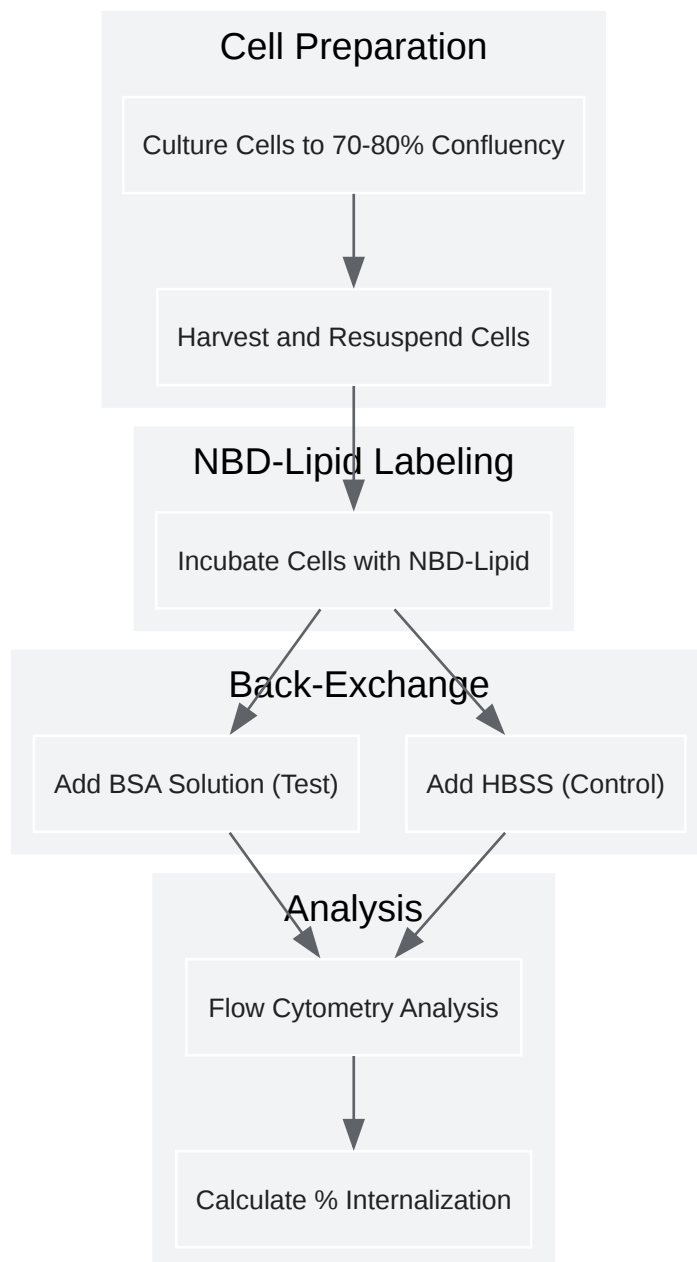 Cell Preparation
Culture Cells to 70-80% Confluency
Harvest and Resuspend Cells
NBD-Lipid Labeling
Incubate Cells with NBD-Lipid
Back-Exchange
Add BSA Solution (Test)
Add HBSS (Control)
Analysis
Flow Cytometry Analysis
Calculate % Internalization